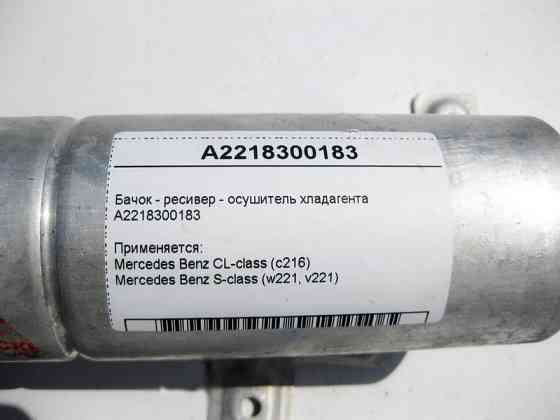 A2218300183
Бачок - ресивер - осушитель хладагента
A2218300183
Применяется:
Mercedes Benz CL-class (c216)
Mercedes Benz S-class (w221, v221)